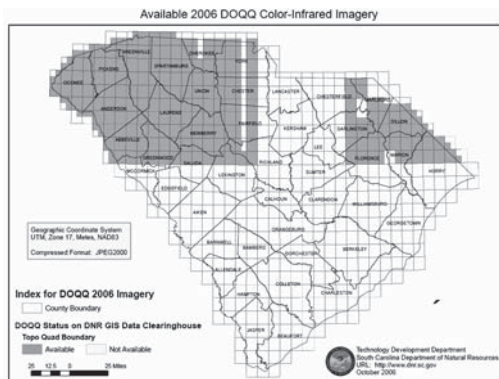 Available 2006 DOQQ Color-Infrared Imagery
GREENVILLE
CHEROKEE
YORK
PICKENS
SPARTANBURG
OCONEE
UNION
CHESTER
LANCASTER
CHESTERFIELD
MARLBORO
ANDERSON
LAURENS
FAIRFIELD
KERSHAW
DARLINGTON
DILLON
ABBEVILLE
NEWBERRY
LEE
GREENWOOD
SALUDA
RICHLAND
FLORENCE
MARION
MCCORMICK
LEXINGTON
SUMTER
HORRY
EDGEFIELD
CALHOUN
CLARENDON
WILLIAMSBURG
AIKEN
GEORGETOWN
ORANGEBURG
BARNWELL
BAMBERG
BERKELEY
DORCHESTER
ALLENDALE
COLLETON
HAMPTON
CHARLESTON
JASPER
BEAUFORT
Geographic Coordinate System
UTM, Zone 17, Meters, NAD83
Compressed Format: JPEG2000
Index for DOQQ 2006 Imagery
County Boundary
DOQQ Status on DNR GIS Data Clearinghouse
Topo Quad Boundary
Available Not Available
25 12.5 0 25 Miles
Technology Development Department
South Carolina Department of Natural Resources
URL: http://www.dnr.sc.gov
October 2006